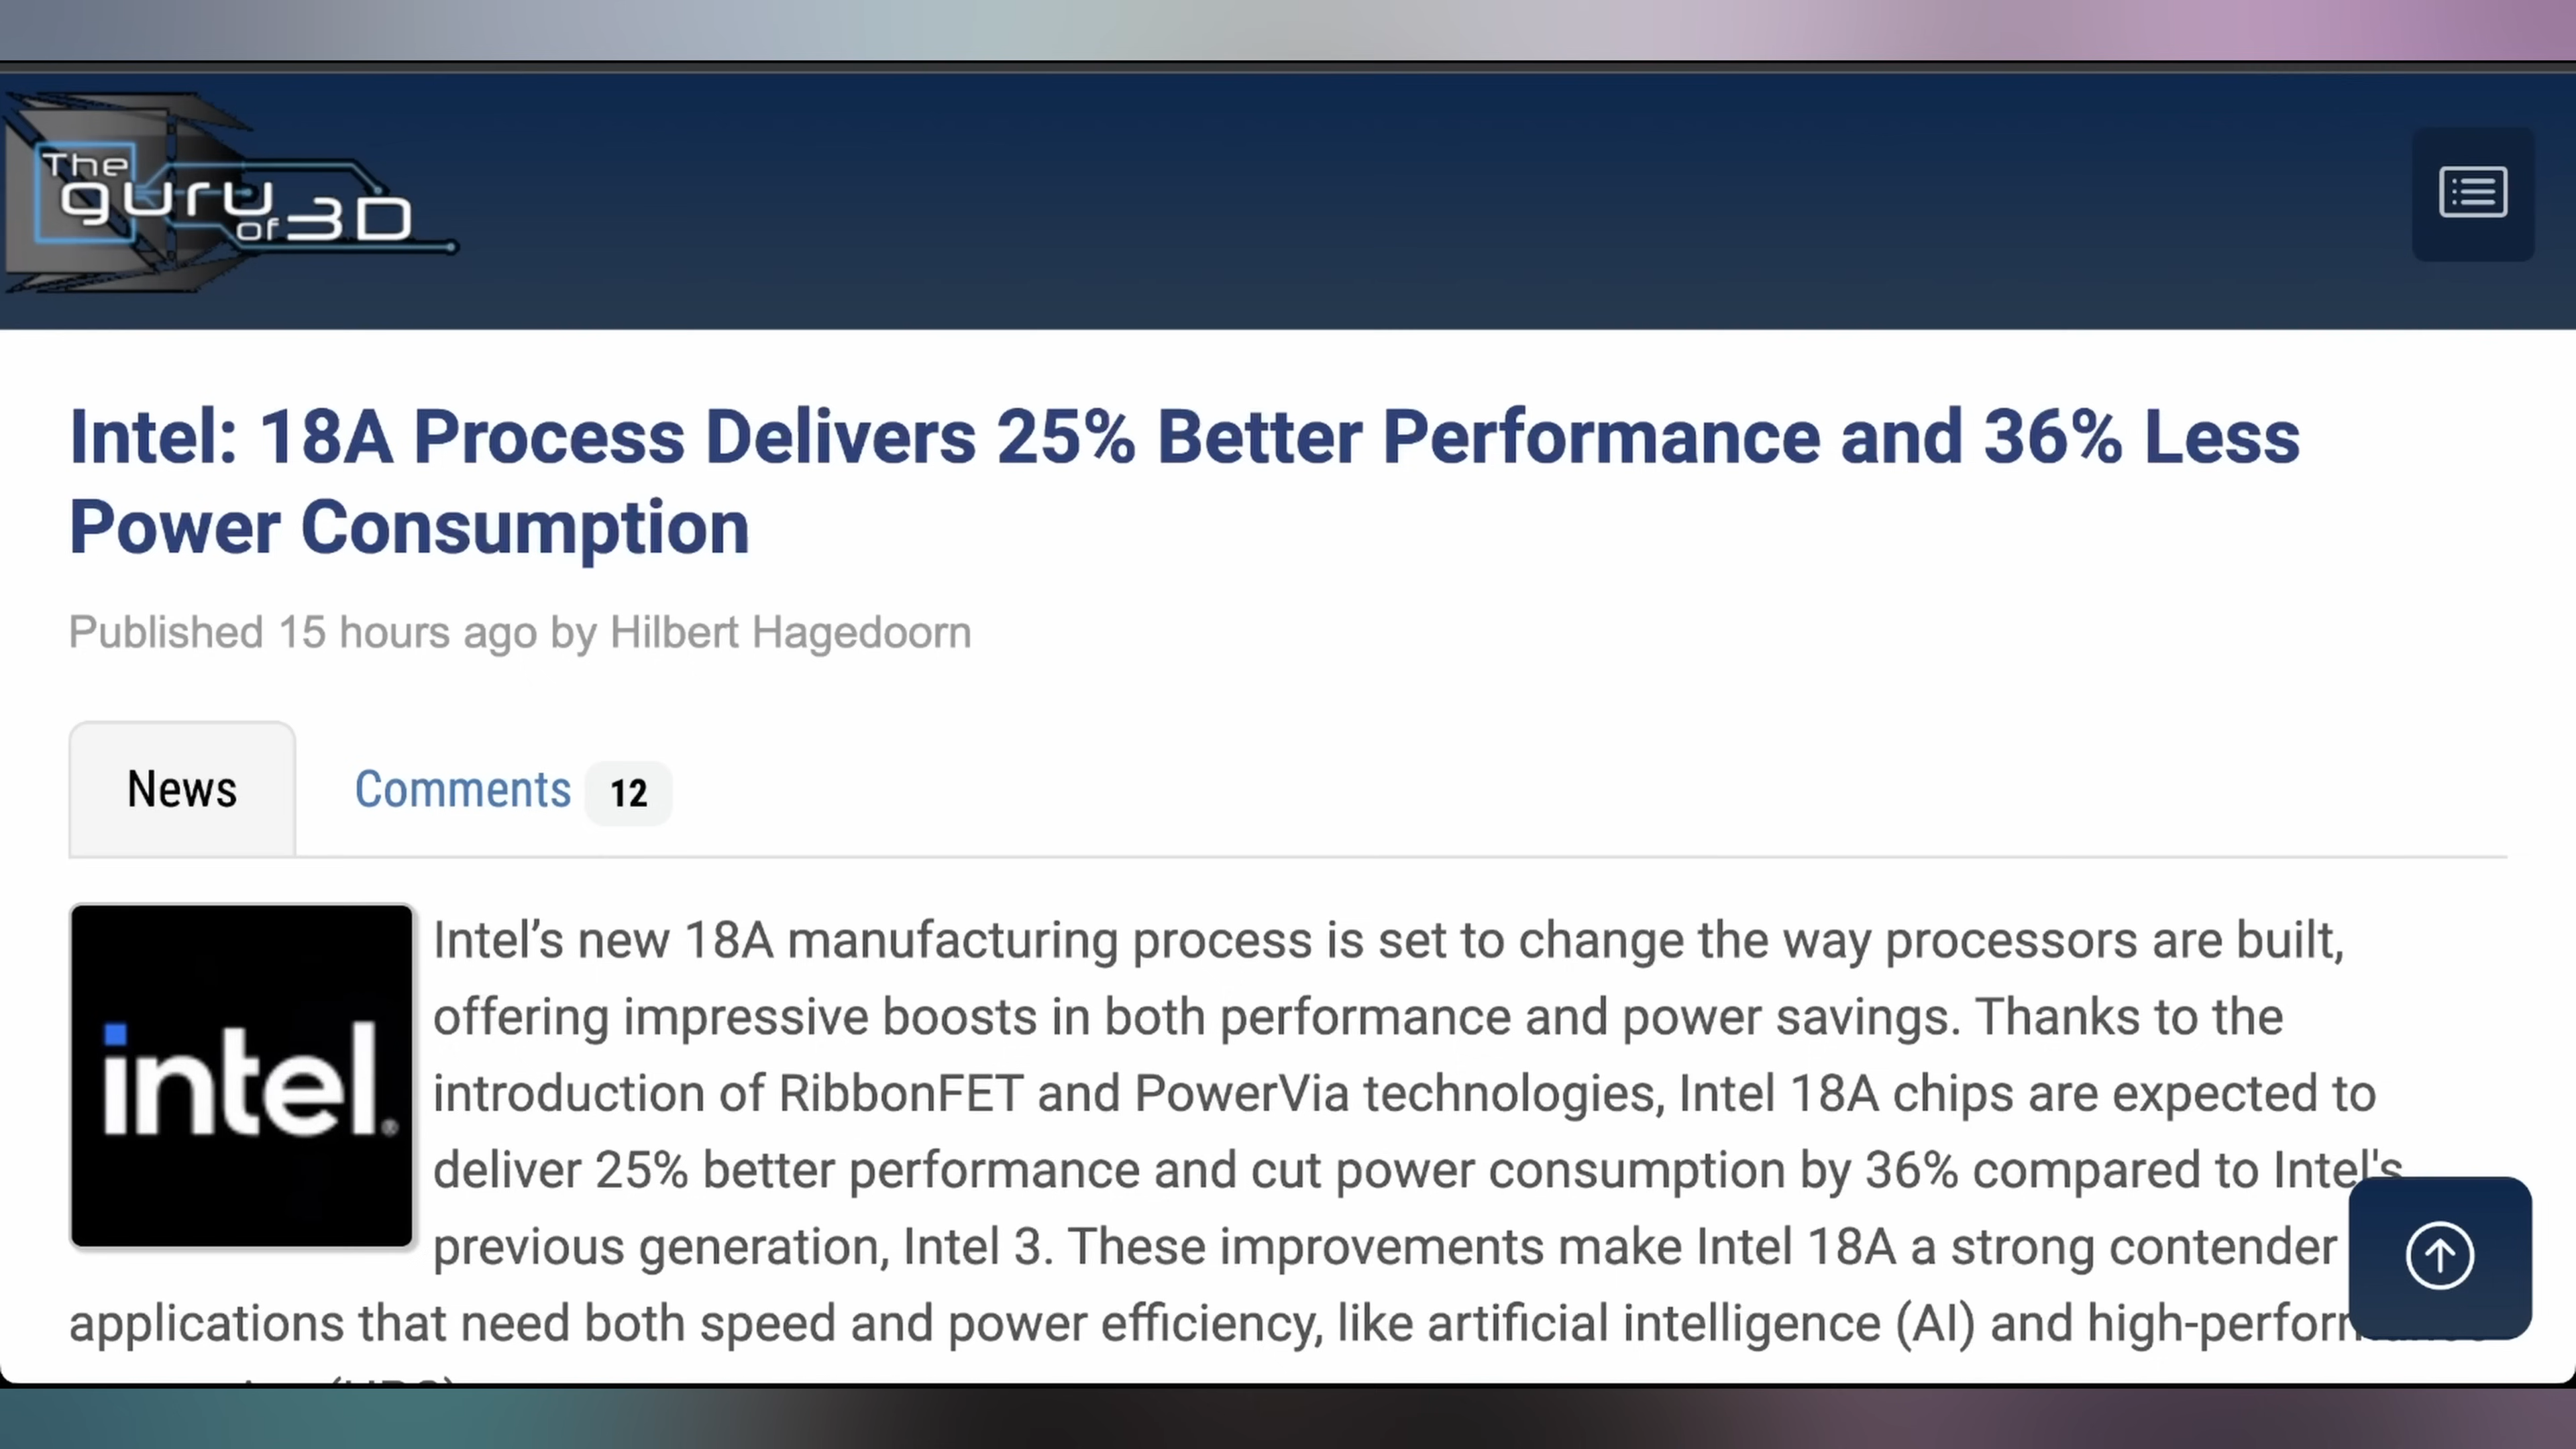 The
guru
of 3D
Intel: 18A Process Delivers 25% Better Performance and 36% Less
Power Consumption
Published 15 hours ago by Hilbert Hagedoorn
News
Comments 12
intel
Intel’s new 18A manufacturing process is set to change the way processors are built,
offering impressive boosts in both performance and power savings. Thanks to the
introduction of RibbonFET and PowerVia technologies, Intel 18A chips are expected to
deliver 25% better performance and cut power consumption by 36% compared to Intel's
previous generation, Intel 3. These improvements make Intel 18A a strong contender
applications that need both speed and power efficiency, like artificial intelligence (AI) and